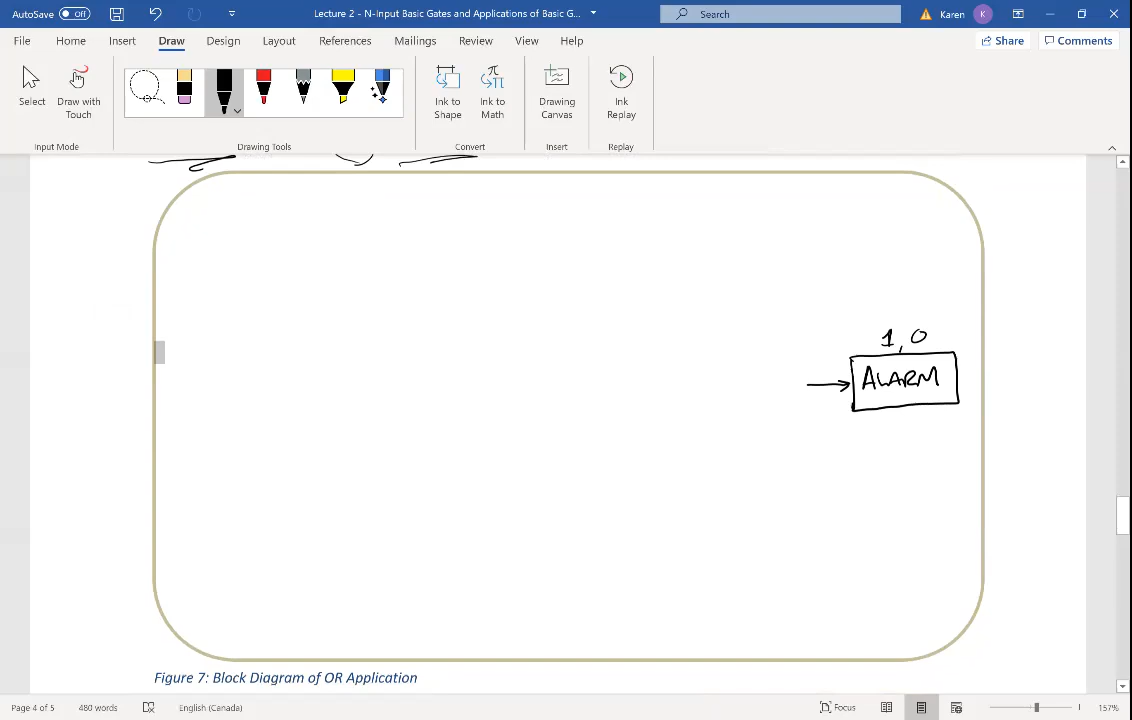 AutoSave Off Lecture 2 - N-Input Basic Gates and Applications of Basic G... Search Karen K
File Home Insert Draw Design Layout References Mailings Review View Help Share Comments
Select Draw with Touch Ink to Shape Ink to Math Drawing Canvas Ink Replay
Input Mode Drawing Tools Convert Insert Replay
1, 0
ALARM
Figure 7: Block Diagram of OR Application
Page 4 of 5 480 words English (Canada) Focus 157%